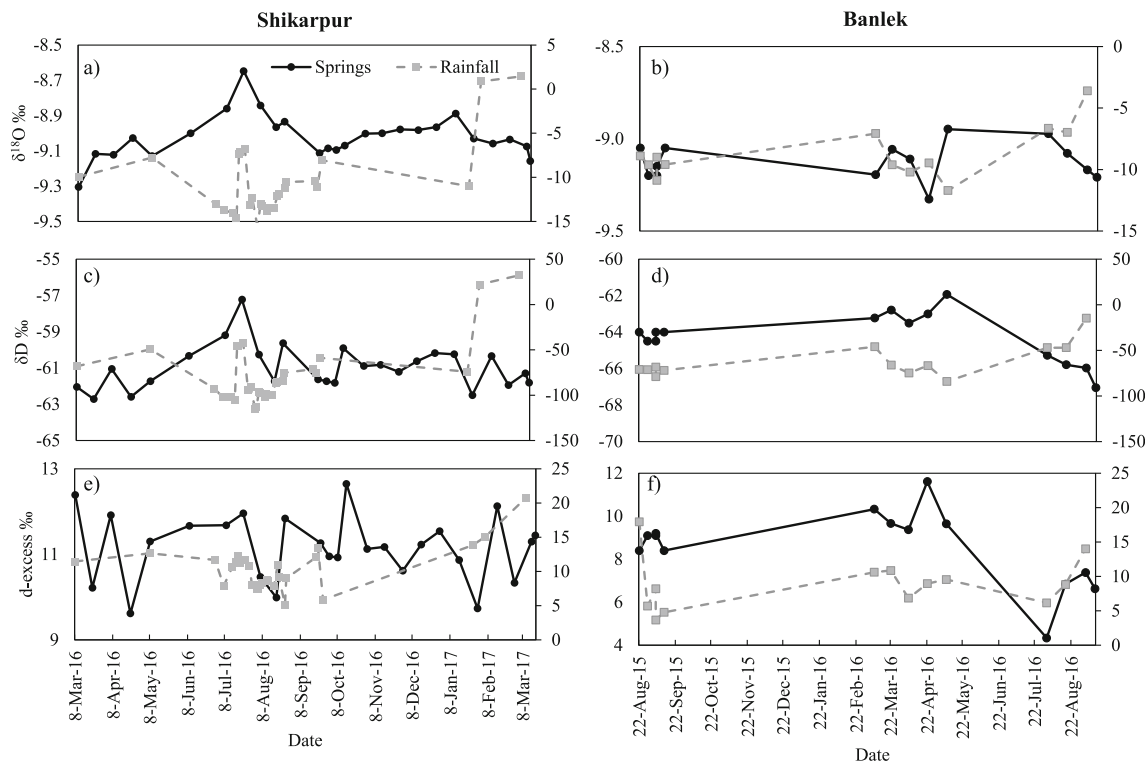 Shikarpur
Banlek
a)
Springs
Rainfall
δ¹⁸O ‰
-8.5
-8.7
-8.9
-9.1
-9.3
-9.5
5
0
-5
-10
-15
b)
-8.5
-9.0
-9.5
0
-5
-10
-15
c)
δD ‰
-55
-57
-59
-61
-63
-65
50
0
-50
-100
-150
d)
-60
-62
-64
-66
-68
-70
50
0
-50
-100
-150
e)
d-excess ‰
13
11
9
25
20
15
10
5
0
f)
12
10
8
6
4
25
20
15
10
5
0
8-Mar-16
8-Apr-16
8-May-16
8-Jun-16
8-Jul-16
8-Aug-16
8-Sep-16
8-Oct-16
8-Nov-16
8-Dec-16
8-Jan-17
8-Feb-17
8-Mar-17
Date
22-Aug-15
22-Sep-15
22-Oct-15
22-Nov-15
22-Dec-15
22-Jan-16
22-Feb-16
22-Mar-16
22-Apr-16
22-May-16
22-Jun-16
22-Jul-16
22-Aug-16
Date